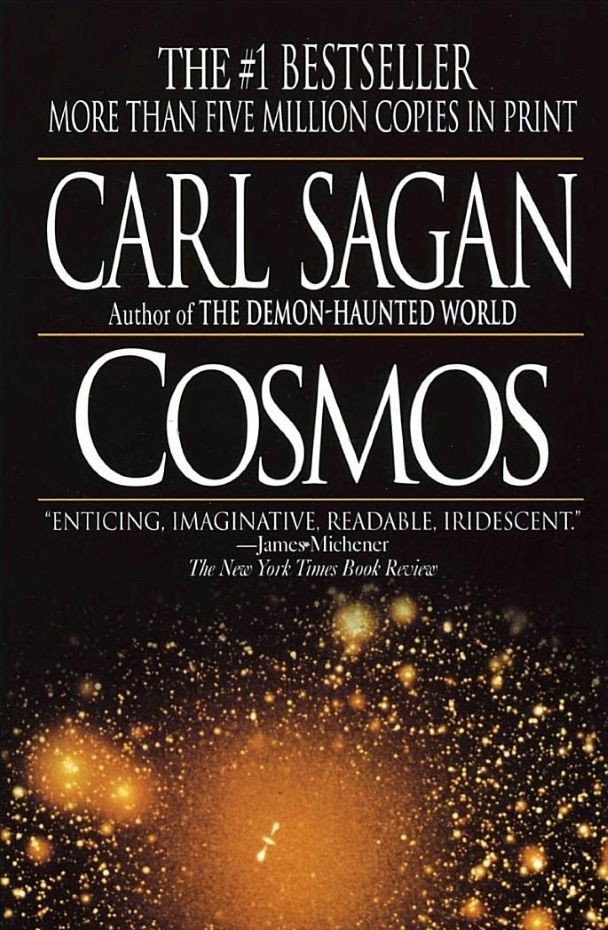 THE #1 BESTSELLER
MORE THAN FIVE MILLION COPIES IN PRINT
CARL SAGAN
Author of THE DEMON-HAUNTED WORLD
COSMOS
“ENTICING, IMAGINATIVE, READABLE, IRIDESCENT.”
—James Michener
The New York Times Book Review